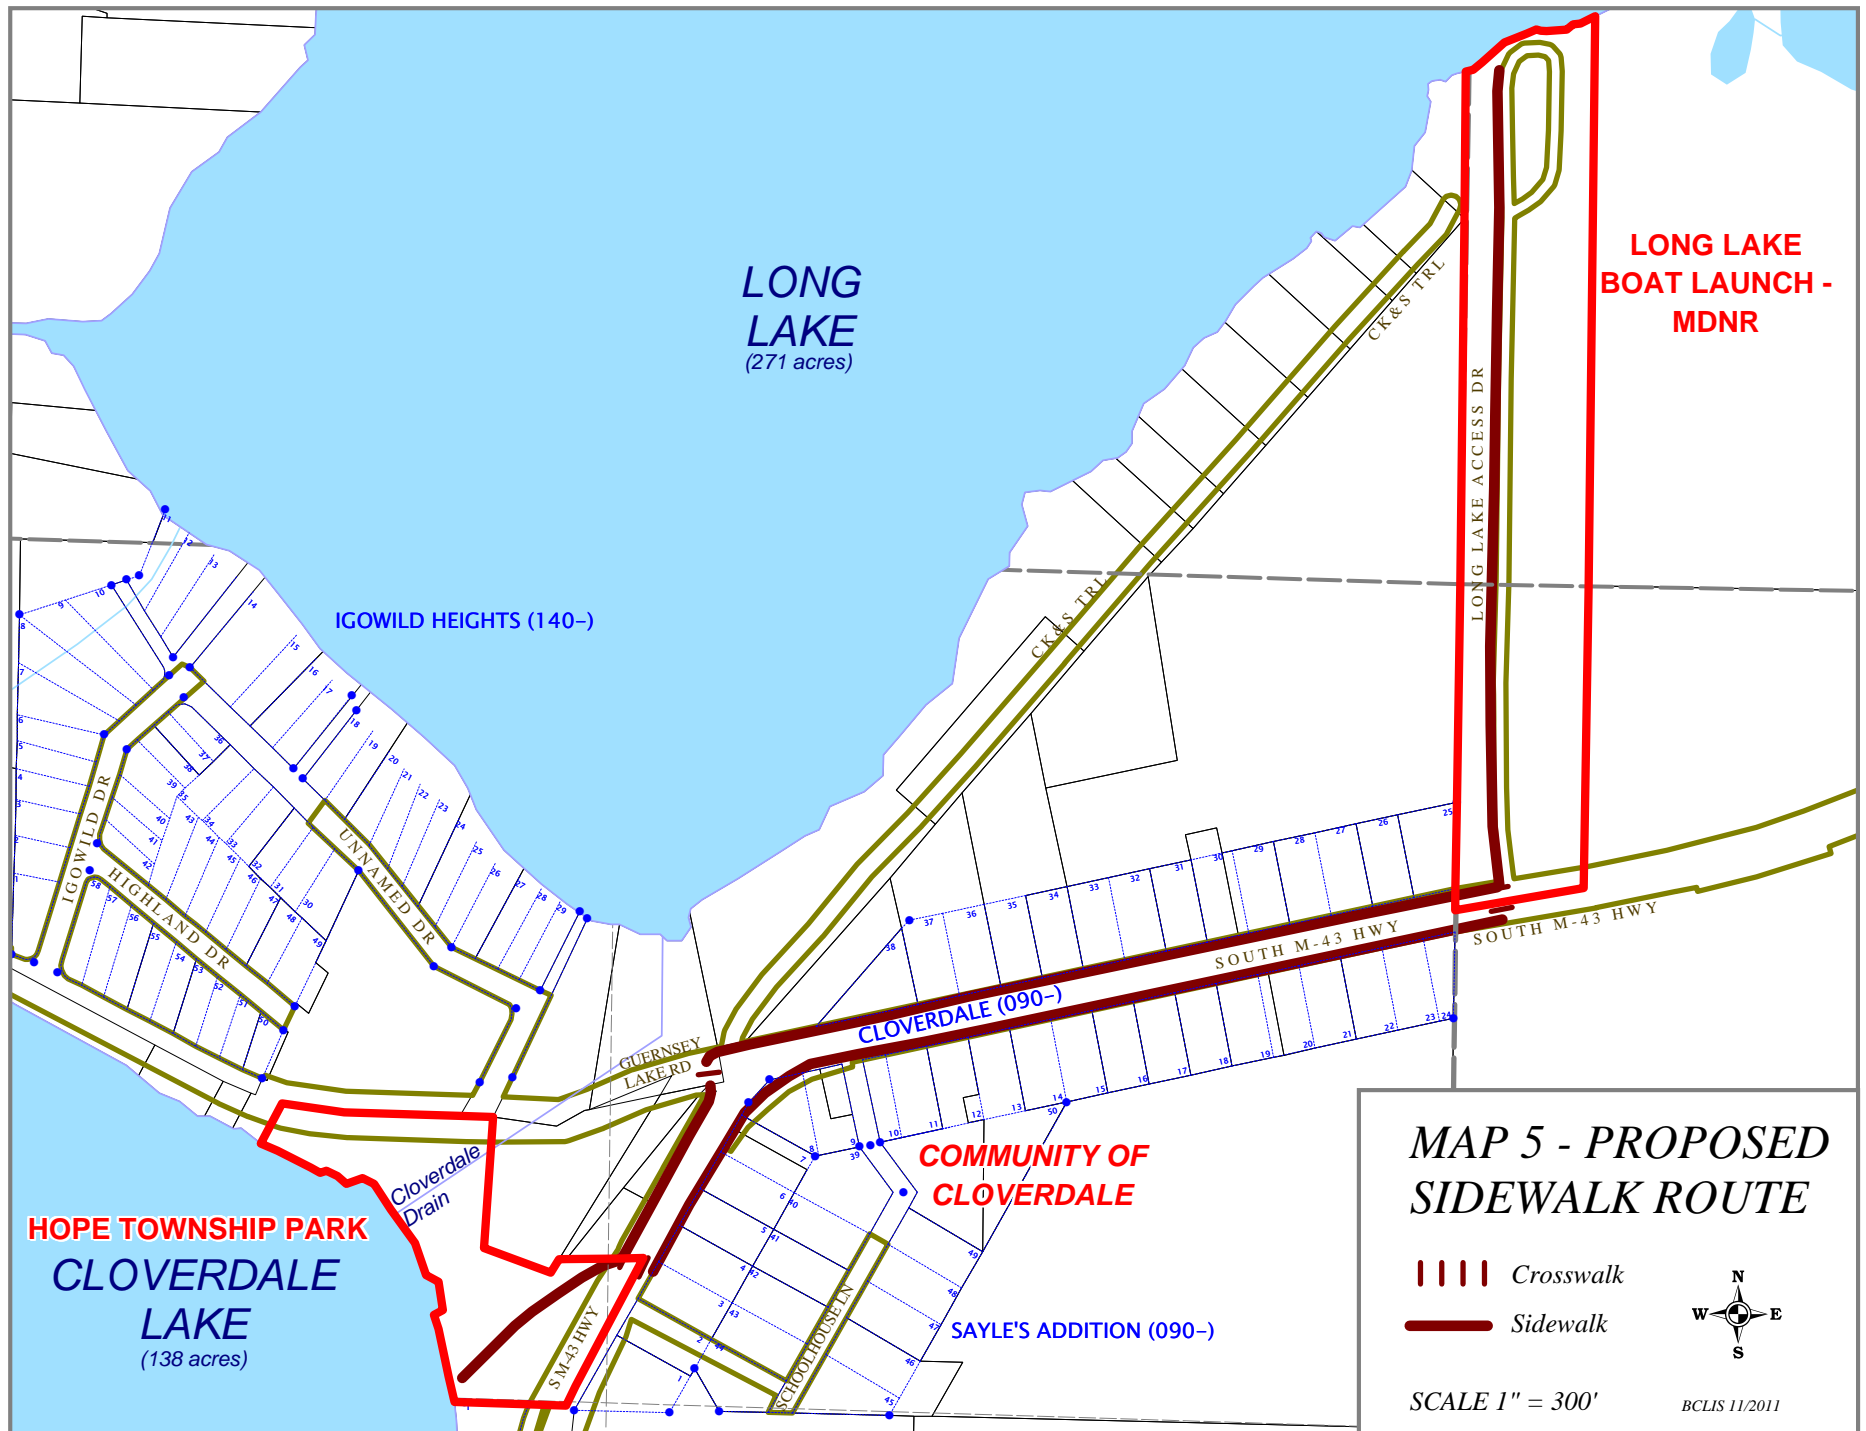 LONG
LAKE
(271 acres)
LONG LAKE
BOAT LAUNCH -
MDNR
CK&S TRL
LONG LAKE ACCESS DR
CK&S TRL
IGOWILD HEIGHTS (140-)
IGOWILD DR
HIGHLAND DR
UNNAMED DR
SOUTH M-43 HWY
SOUTH M-43 HWY
CLOVERDALE (090-)
GUERNSEY
LAKE RD
Cloverdale
Drain
COMMUNITY OF
CLOVERDALE
HOPE TOWNSHIP PARK
CLOVERDALE
LAKE
(138 acres)
S M-43 HWY
SCHOOLHOUSE LN
SAYLE'S ADDITION (090-)
MAP 5 - PROPOSED
SIDEWALK ROUTE
Crosswalk
Sidewalk
N
W E
S
SCALE 1" = 300'
BCLIS 11/2011